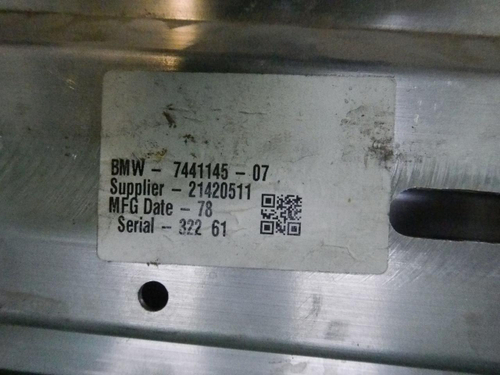 BMW - 7441145 - 07
Supplier - 21420511
MFG Date - 78
Serial - 322 61